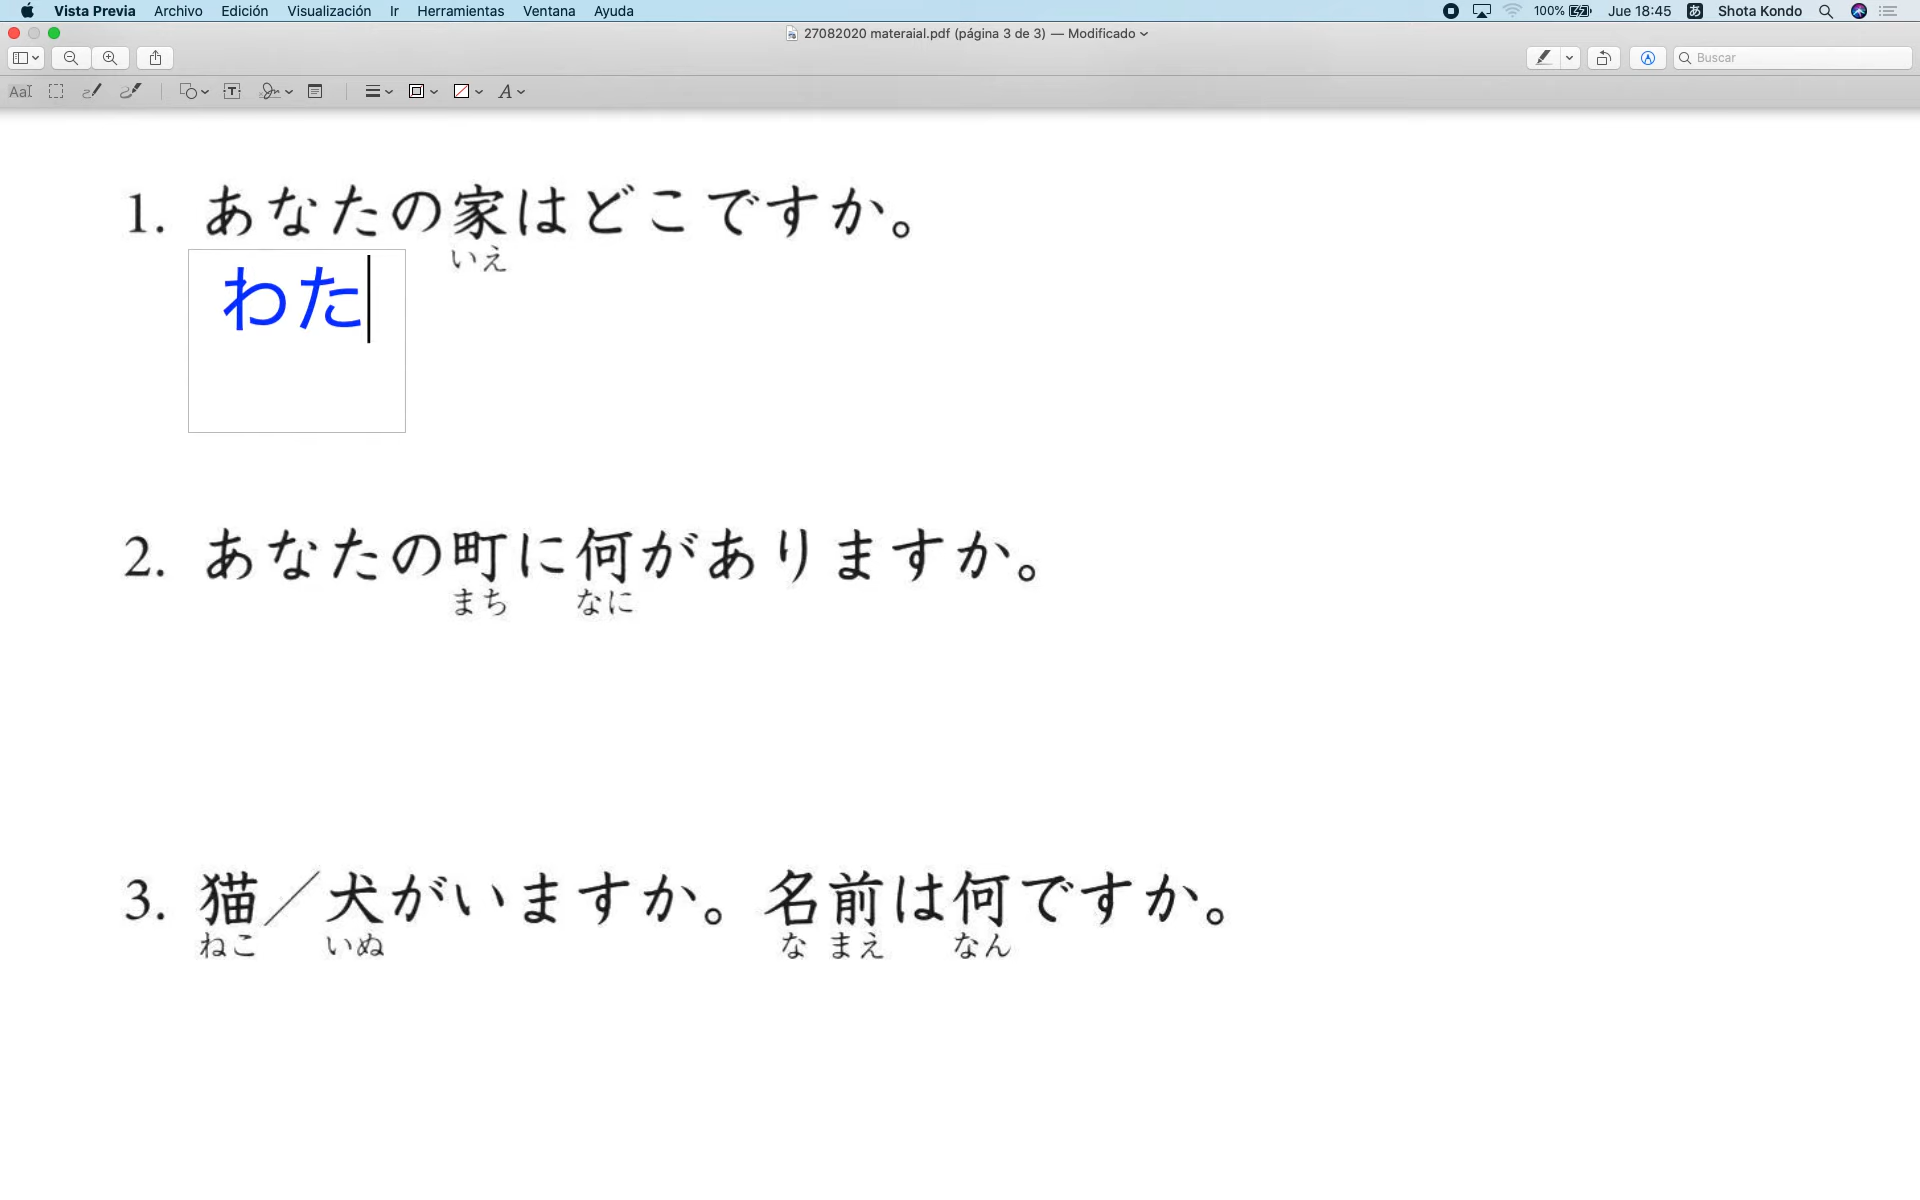 Vista Previa Archivo Edición Visualización Ir Herramientas Ventana Ayuda 100% Jue 18:45 あ Shota Kondo
27082020 materaial.pdf (página 3 de 3) — Modificado
Buscar
AaI T A
1. あなたの家はどこですか。
いえ
わた
2. あなたの町に何がありますか。
まち なに
3. 猫／犬がいますか。名前は何ですか。
ねこ いぬ な まえ なん